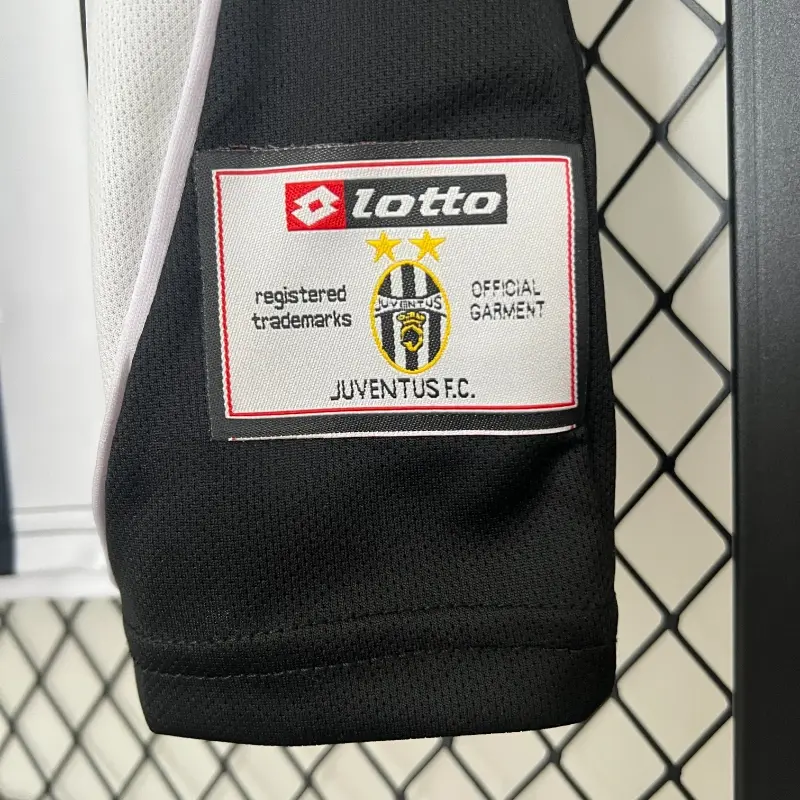 lotto
registered
trademarks
JUVENTUS
OFFICIAL
GARMENT
JUVENTUS F.C.